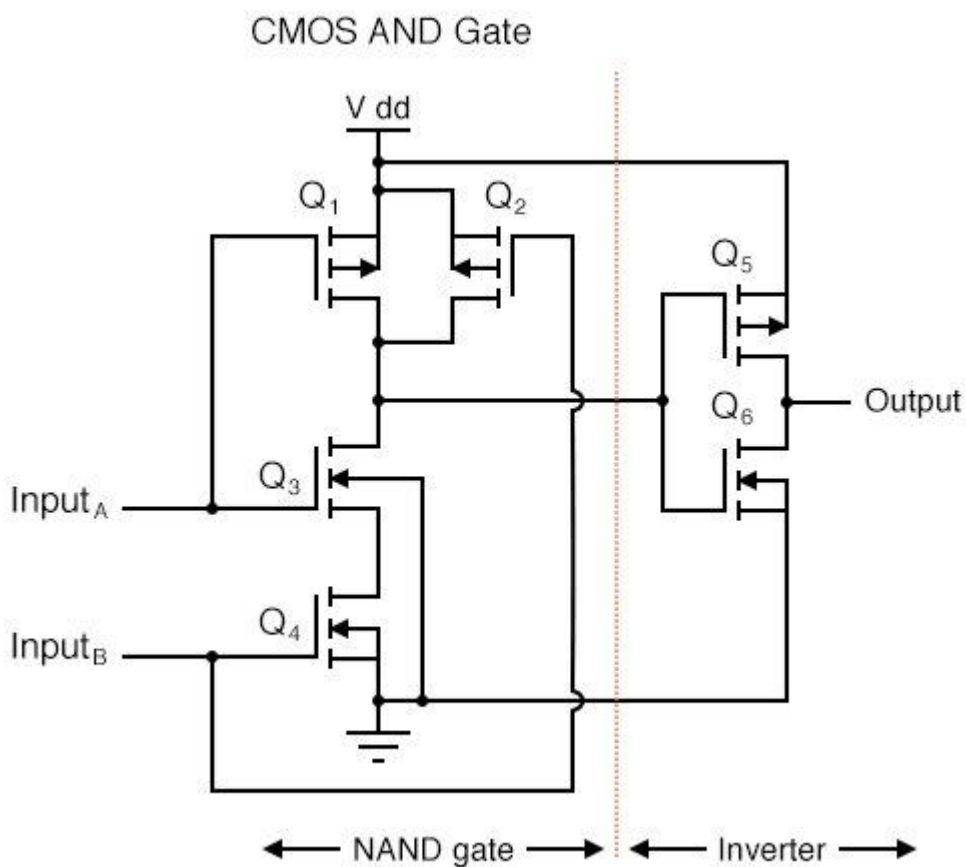 CMOS AND Gate
V dd
Q1
Q2
Q5
Q6
Output
Q3
InputA
Q4
InputB
NAND gate
Inverter